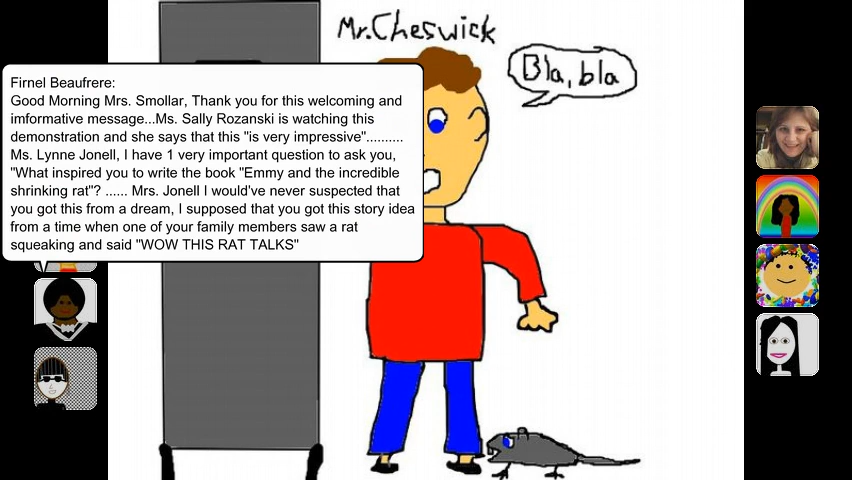 Mr.Cheswick
Bla, bla
Firnel Beaufrere:
Good Morning Mrs. Smollar, Thank you for this welcoming and
imformative message...Ms. Sally Rozanski is watching this
demonstration and she says that this "is very impressive"..........
Ms. Lynne Jonell, I have 1 very important question to ask you,
"What inspired you to write the book "Emmy and the incredible
shrinking rat"? ...... Mrs. Jonell I would've never suspected that
you got this from a dream, I supposed that you got this story idea
from a time when one of your family members saw a rat
squeaking and said "WOW THIS RAT TALKS"